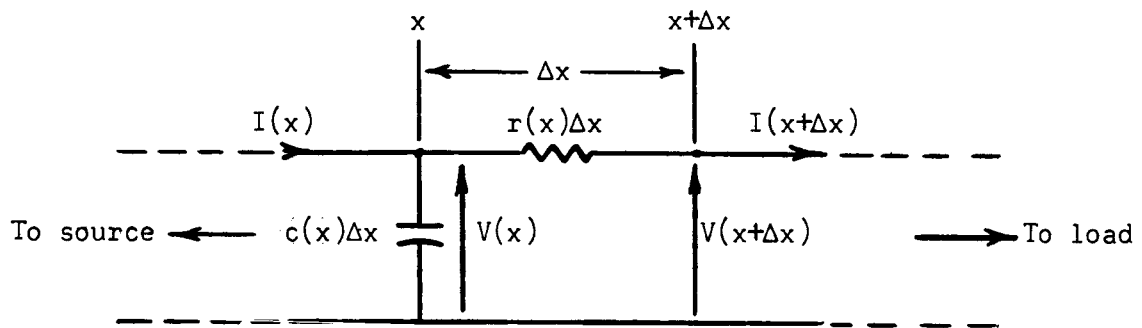 x
x+Δx
Δx
I(x)
r(x)Δx
I(x+Δx)
To source
c(x)Δx
V(x)
V(x+Δx)
To load